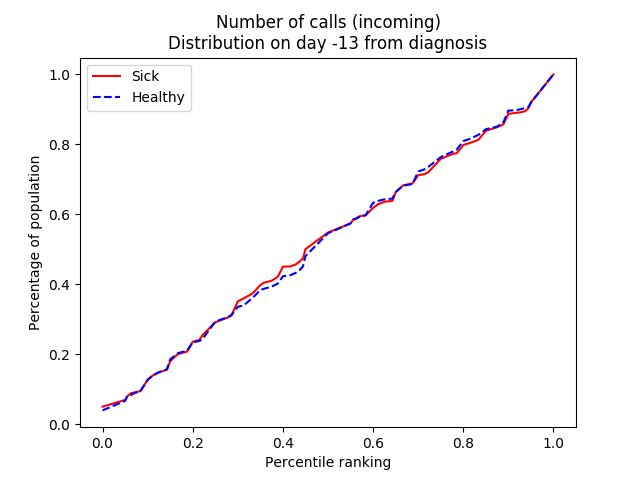 Number of calls (incoming)
Distribution on day -13 from diagnosis
Sick
Healthy
Percentage of population
1.0
0.8
0.6
0.4
0.2
0.0
0.0 0.2 0.4 0.6 0.8 1.0
Percentile ranking